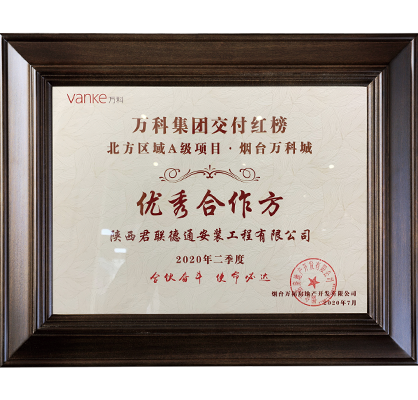 vanke万科
万科集团交付红榜
北方区域A级项目·烟台万科城
优秀合作方
陕西君联德通安装工程有限公司
2020年二季度
合伙奋斗 使命必达
烟台万拓房地产开发有限公司
2020年7月